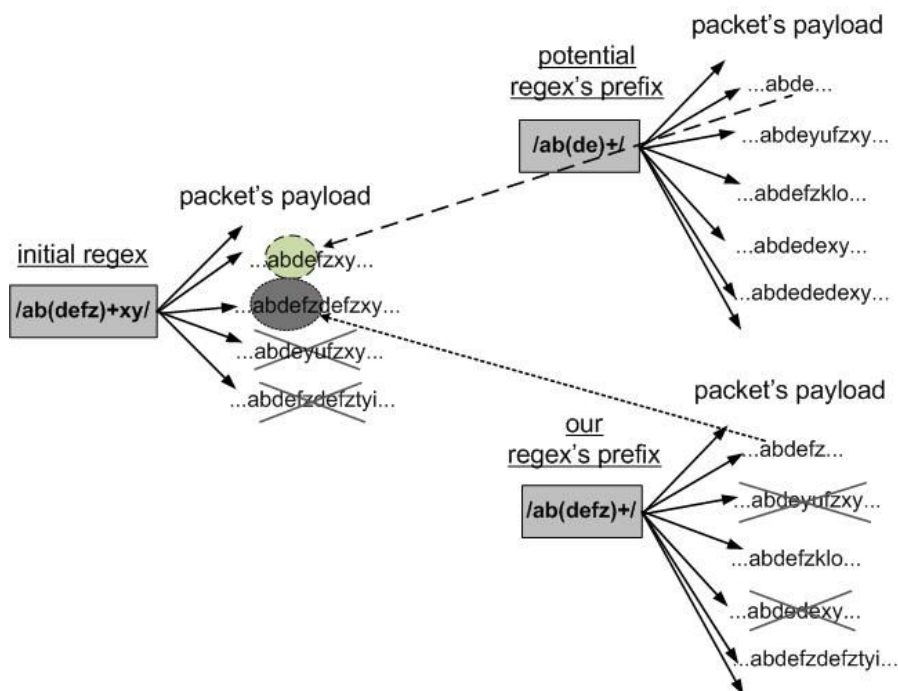 packet's payload
potential
regex's prefix
...abde...
/ab(de)+/
...abdeyufzxy...
...abdefzklo...
...abdedexy...
...abdededexy...
packet's payload
initial regex
...abdefzxy...
/ab(defz)+xy/
...abdefzdefzxy...
...abdeyufzxy...
...abdefzdefztyi...
packet's payload
our
regex's prefix
...abdefz...
/ab(defz)+/
...abdeyufzxy...
...abdefzklo...
...abdedexy...
...abdefzdefztyi...